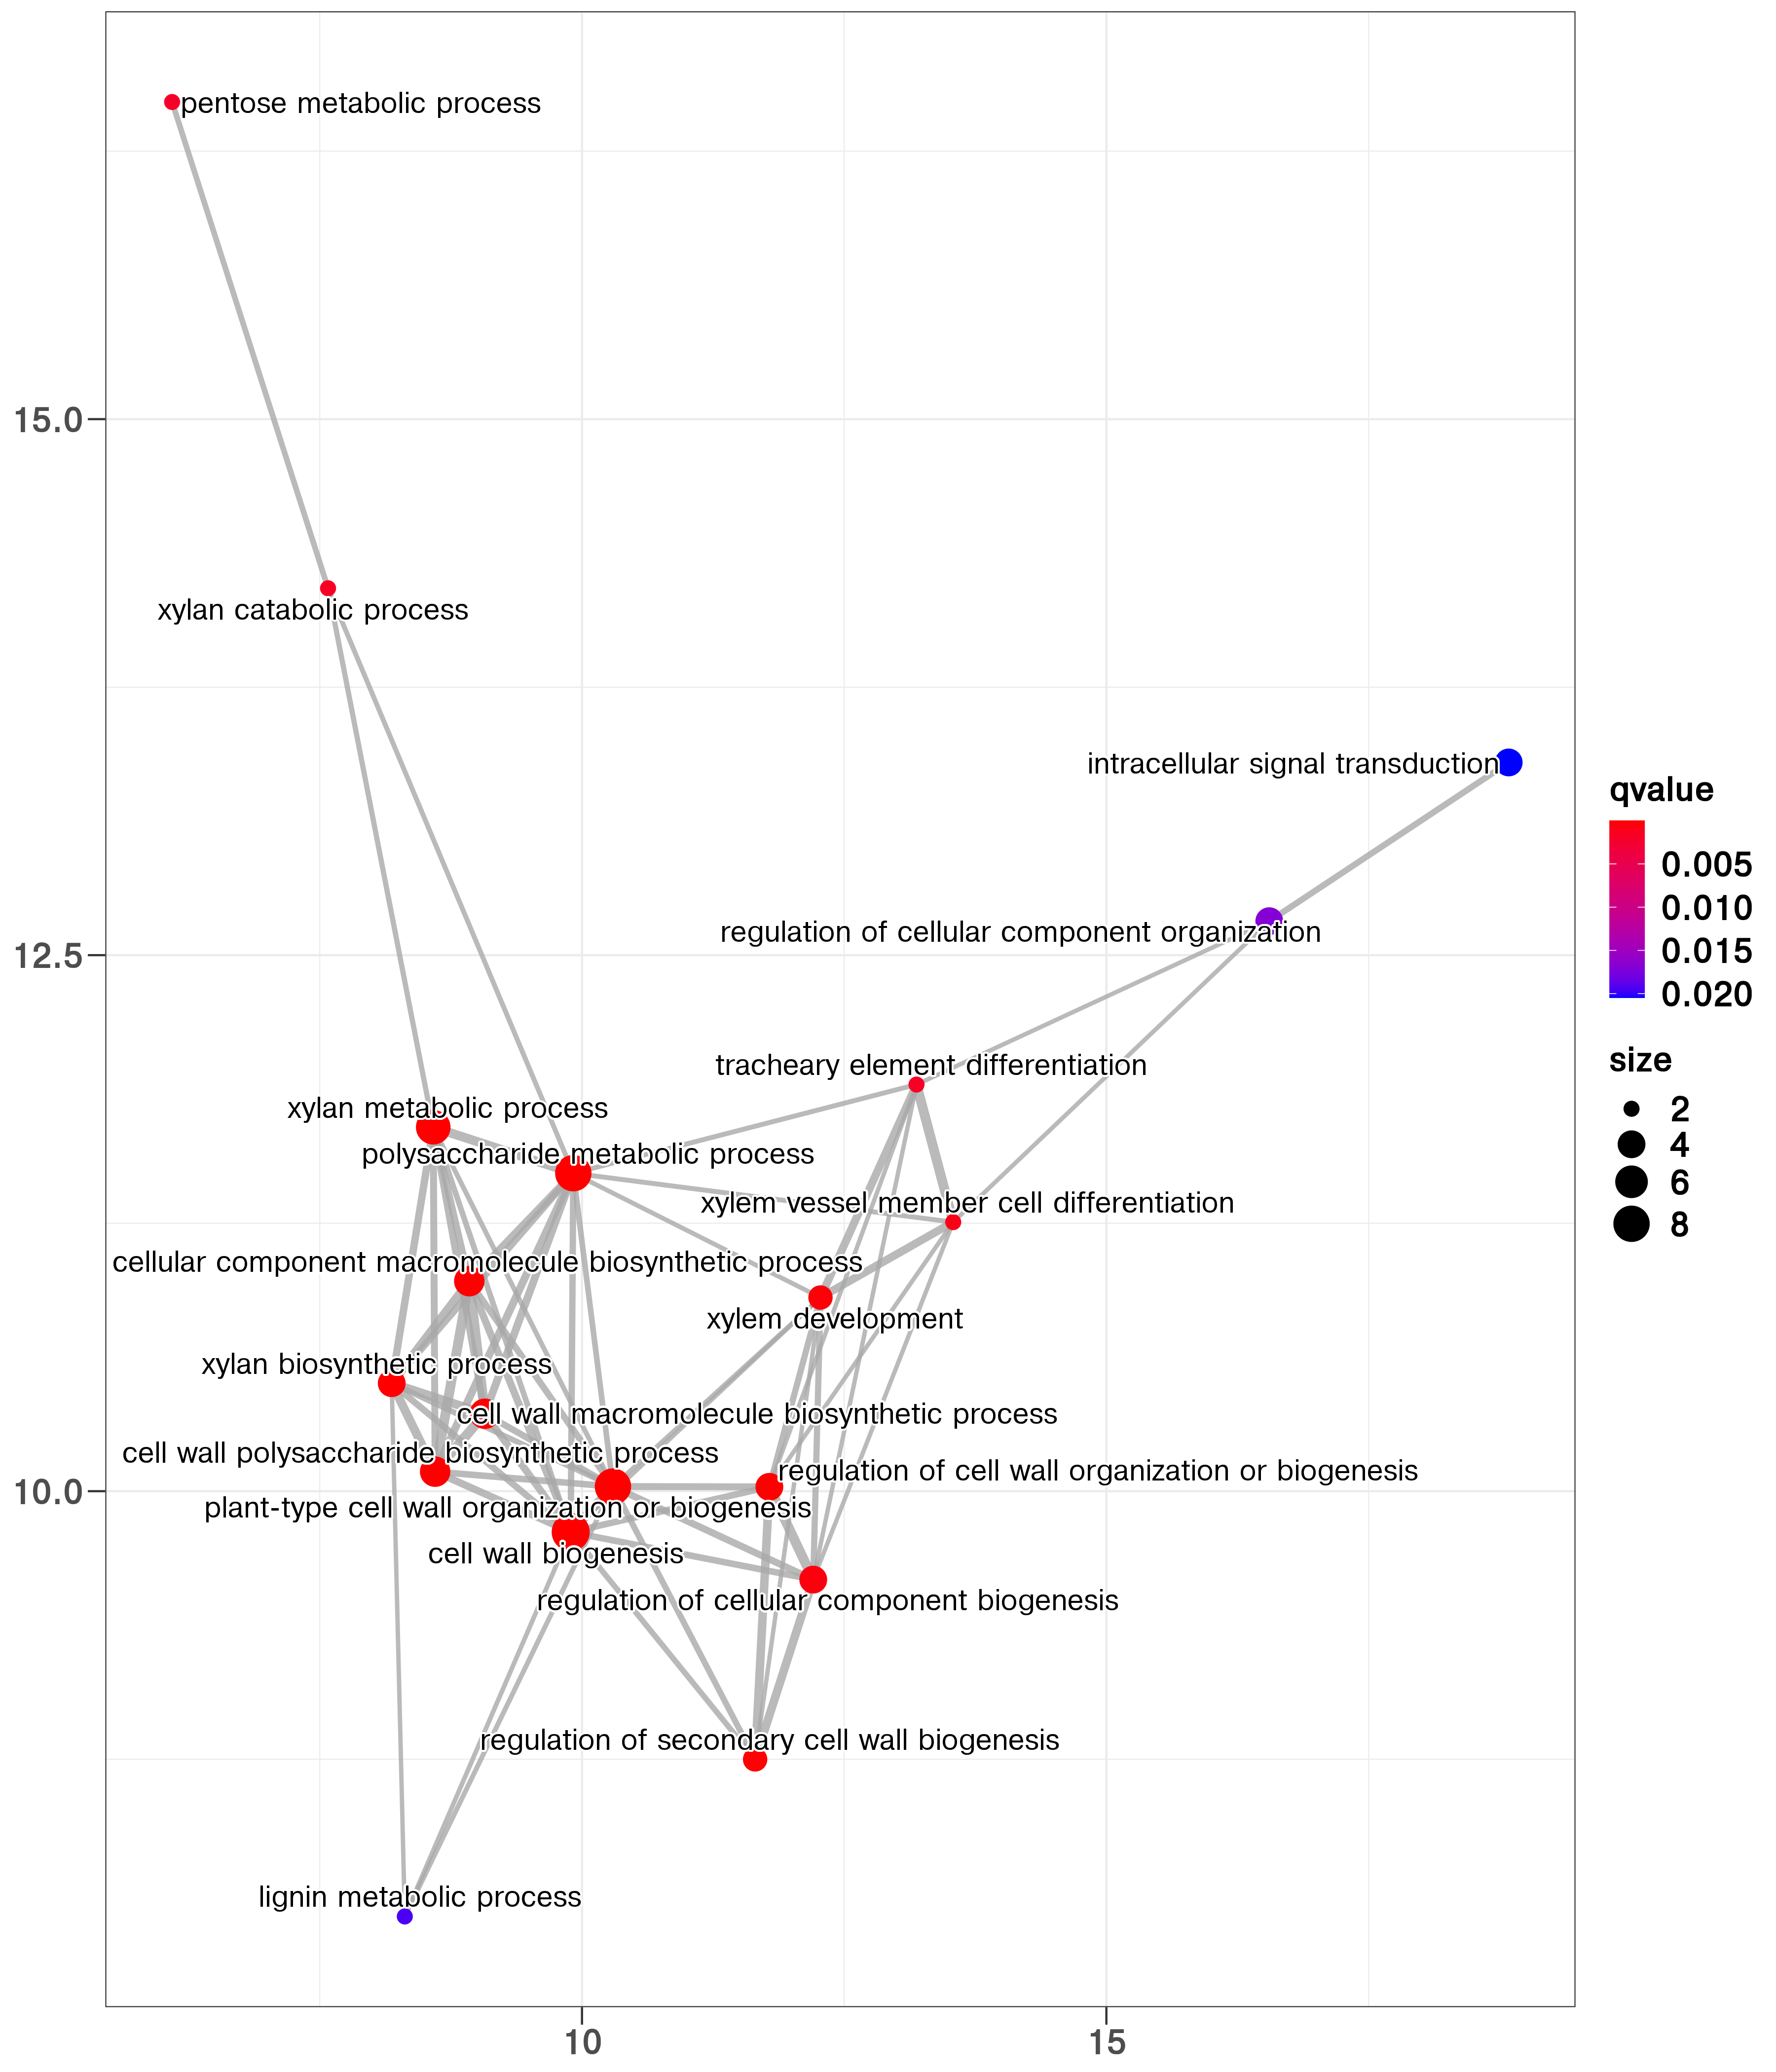 pentose metabolic process
15.0
xylan catabolic process
intracellular signal transduction
qvalue
0.005
0.010
0.015
0.020
regulation of cellular component organization
12.5
size
2
4
6
8
tracheary element differentiation
xylan metabolic process
polysaccharide metabolic process
xylem vessel member cell differentiation
cellular component macromolecule biosynthetic process
xylem development
xylan biosynthetic process
cell wall macromolecule biosynthetic process
cell wall polysaccharide biosynthetic process
regulation of cell wall organization or biogenesis
10.0
plant-type cell wall organization or biogenesis
cell wall biogenesis
regulation of cellular component biogenesis
regulation of secondary cell wall biogenesis
lignin metabolic process
10
15